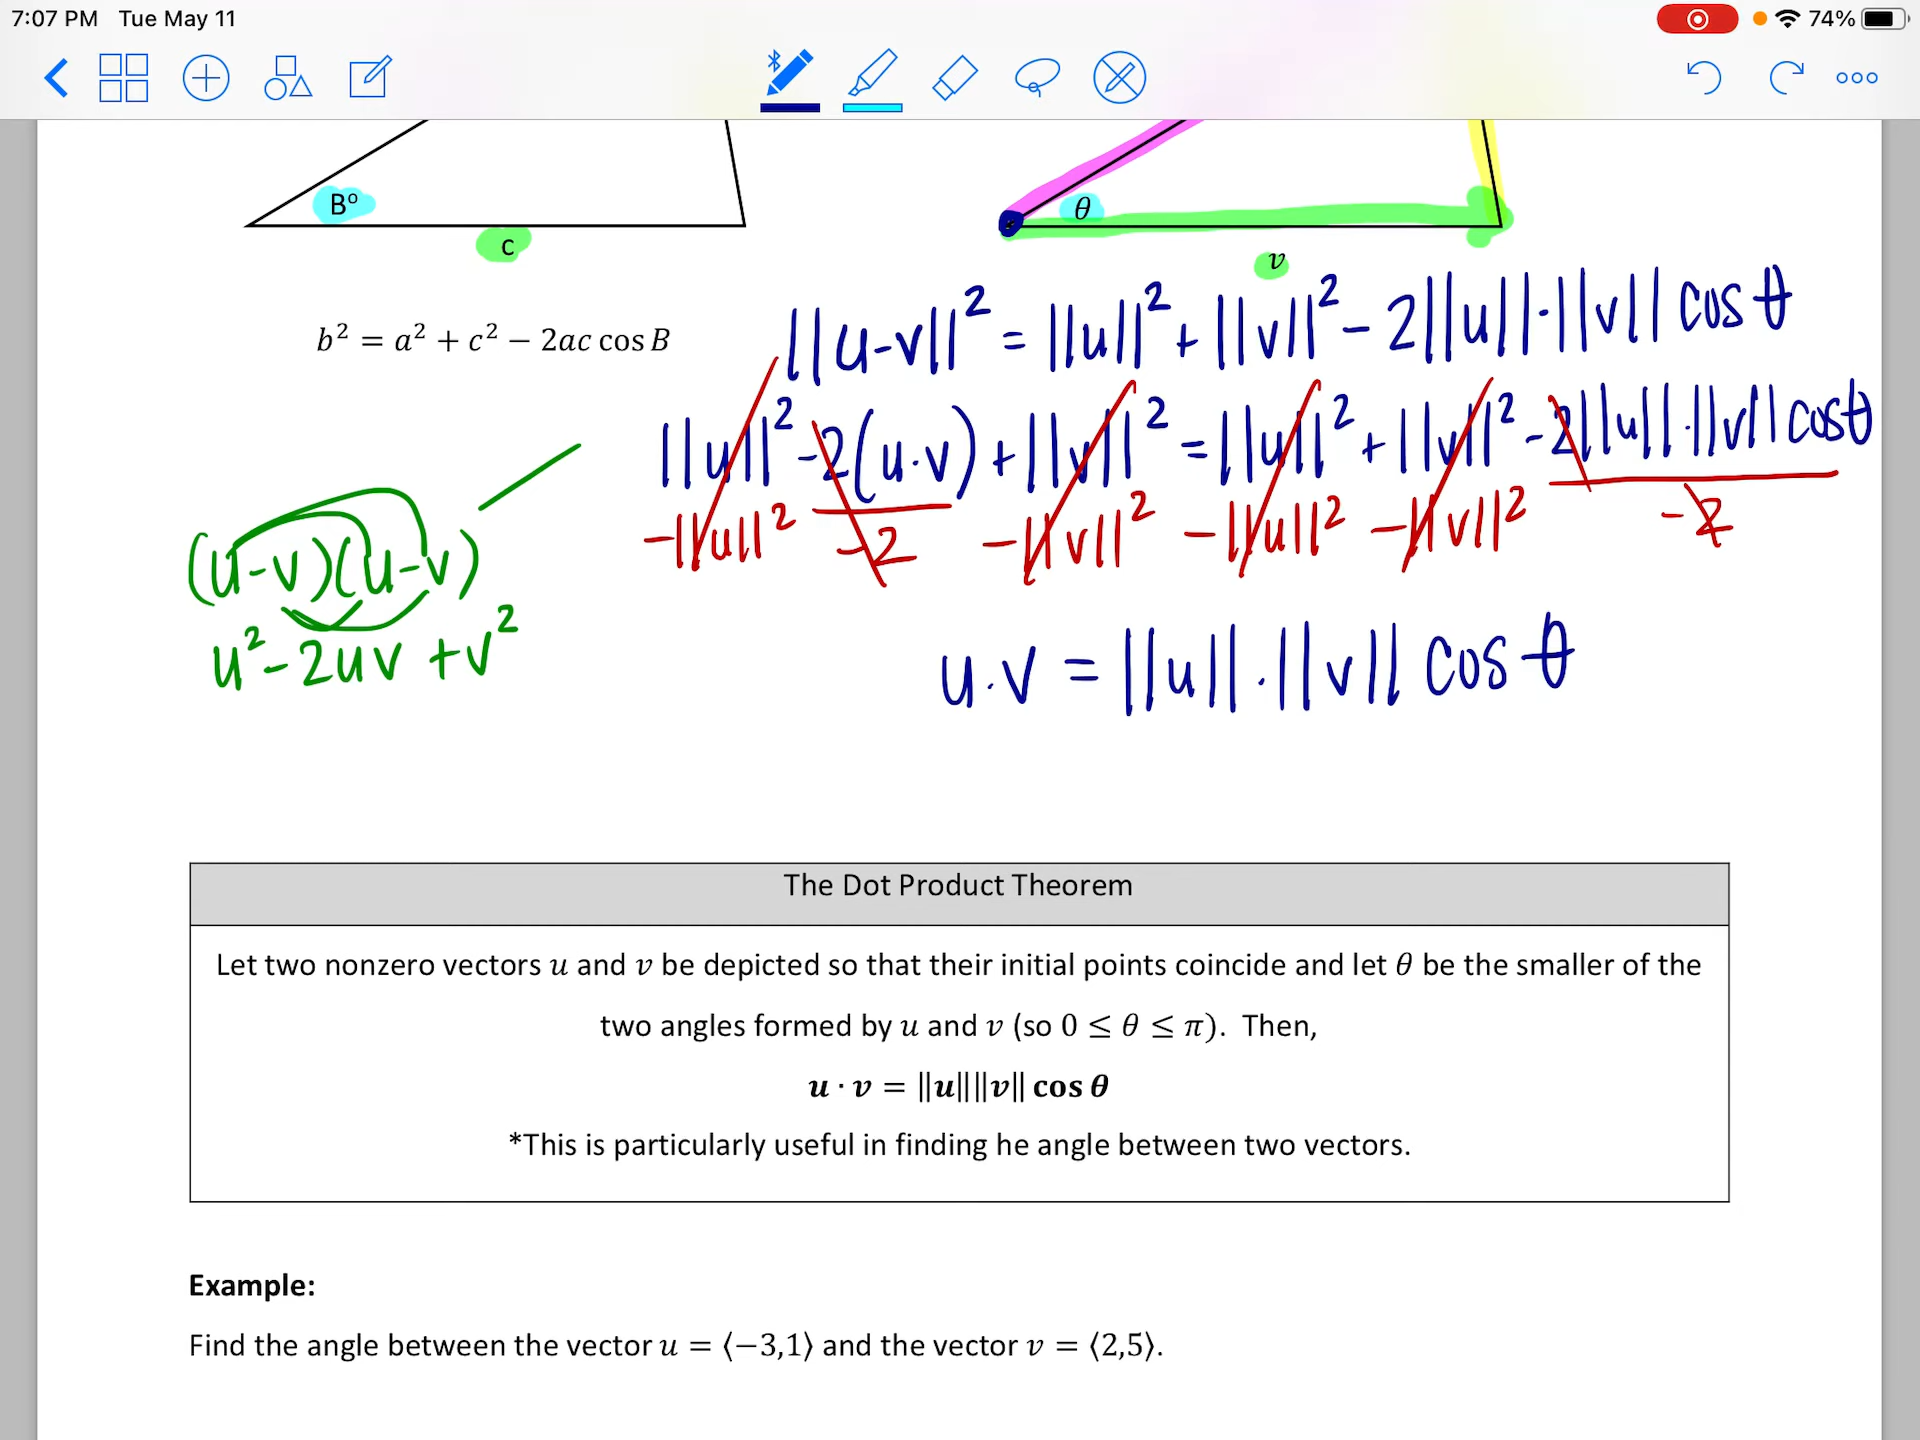 7:07 PM Tue May 11
74%
B° θ
c
v
b² = a² + c² − 2ac cos B
||u-v||² = ||u||² + ||v||² - 2||u||·||v|| cos θ
||u||² -2(u·v) + ||v||² = ||u||² + ||v||² - 2||u||·||v|| cos θ
-||u||² -2 -||v||² -||u||² -||v||² -2
(u-v)(u-v)
u² - 2uv + v²
u·v = ||u||·||v|| cos θ
The Dot Product Theorem
Let two nonzero vectors u and v be depicted so that their initial points coincide and let θ be the smaller of the
two angles formed by u and v (so 0 ≤ θ ≤ π). Then,
u · v = ‖u‖‖v‖ cos θ
*This is particularly useful in finding he angle between two vectors.
Example:
Find the angle between the vector u = ⟨−3,1⟩ and the vector v = ⟨2,5⟩.